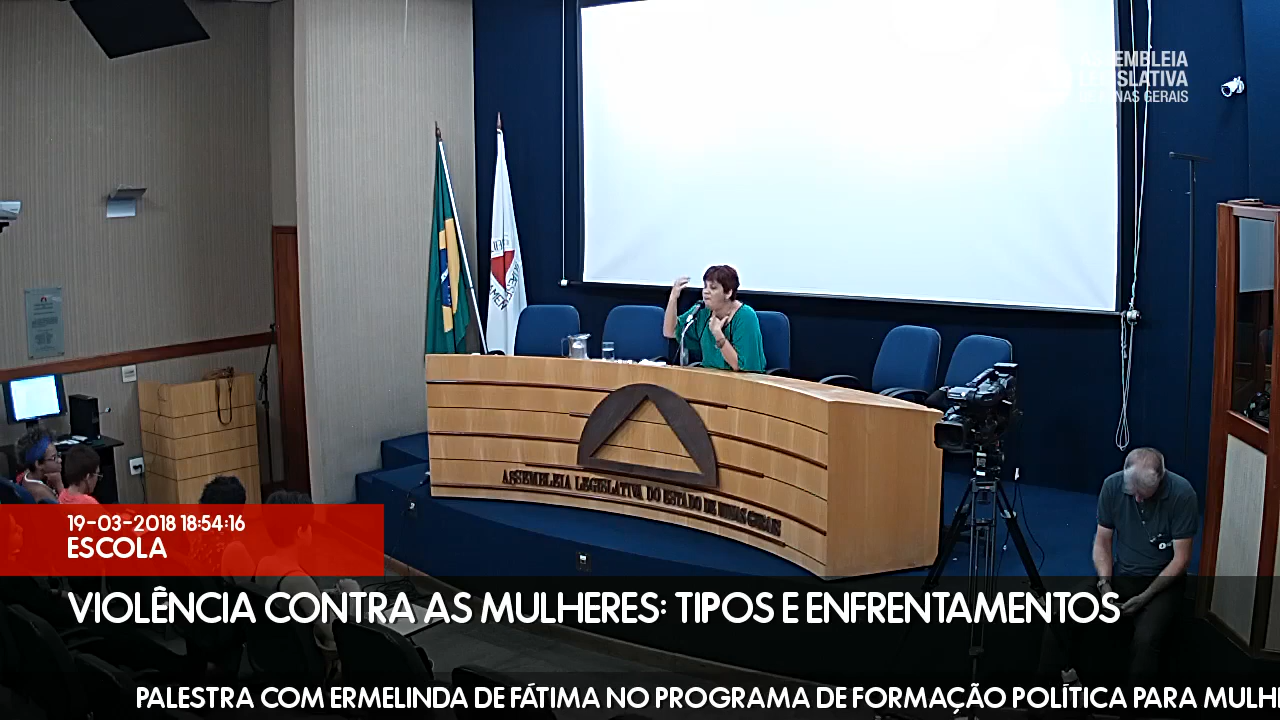 ASSEMBLEIA
LEGISLATIVA
DE MINAS GERAIS
ASSEMBLEIA LEGISLATIVA DO ESTADO DE MINAS GERAIS
19-03-2018 18:54:16
ESCOLA
VIOLÊNCIA CONTRA AS MULHERES: TIPOS E ENFRENTAMENTOS
PALESTRA COM ERMELINDA DE FÁTIMA NO PROGRAMA DE FORMAÇÃO POLÍTICA PARA MULH